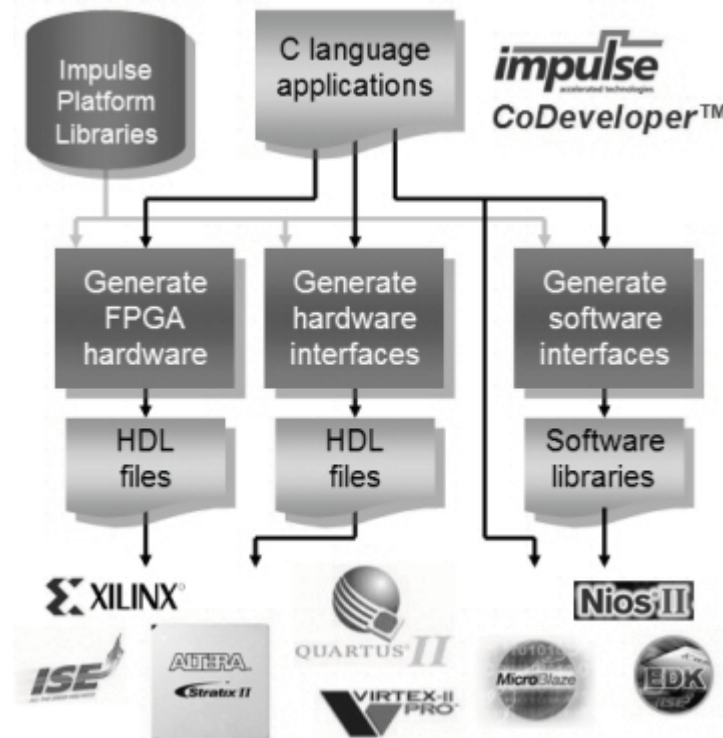 Impulse
Platform
Libraries
C language
applications
impulse
accelerated technologies
CoDeveloper™
Generate
FPGA
hardware
Generate
hardware
interfaces
Generate
software
interfaces
HDL
files
HDL
files
Software
libraries
XILINX®
QUARTUS® II
Nios II
ISE
ALTERA
Stratix II
VIRTEX-II
PRO
MicroBlaze
EDK
ISE